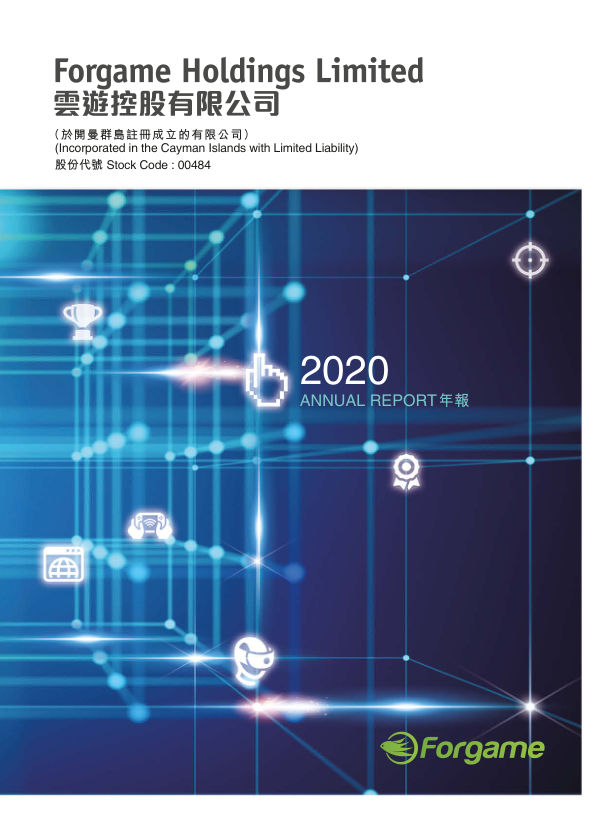 Forgame Holdings Limited
雲遊控股有限公司
（於開曼群島註冊成立的有限公司）
(Incorporated in the Cayman Islands with Limited Liability)
股份代號 Stock Code : 00484
2020
ANNUAL REPORT 年報
Forgame